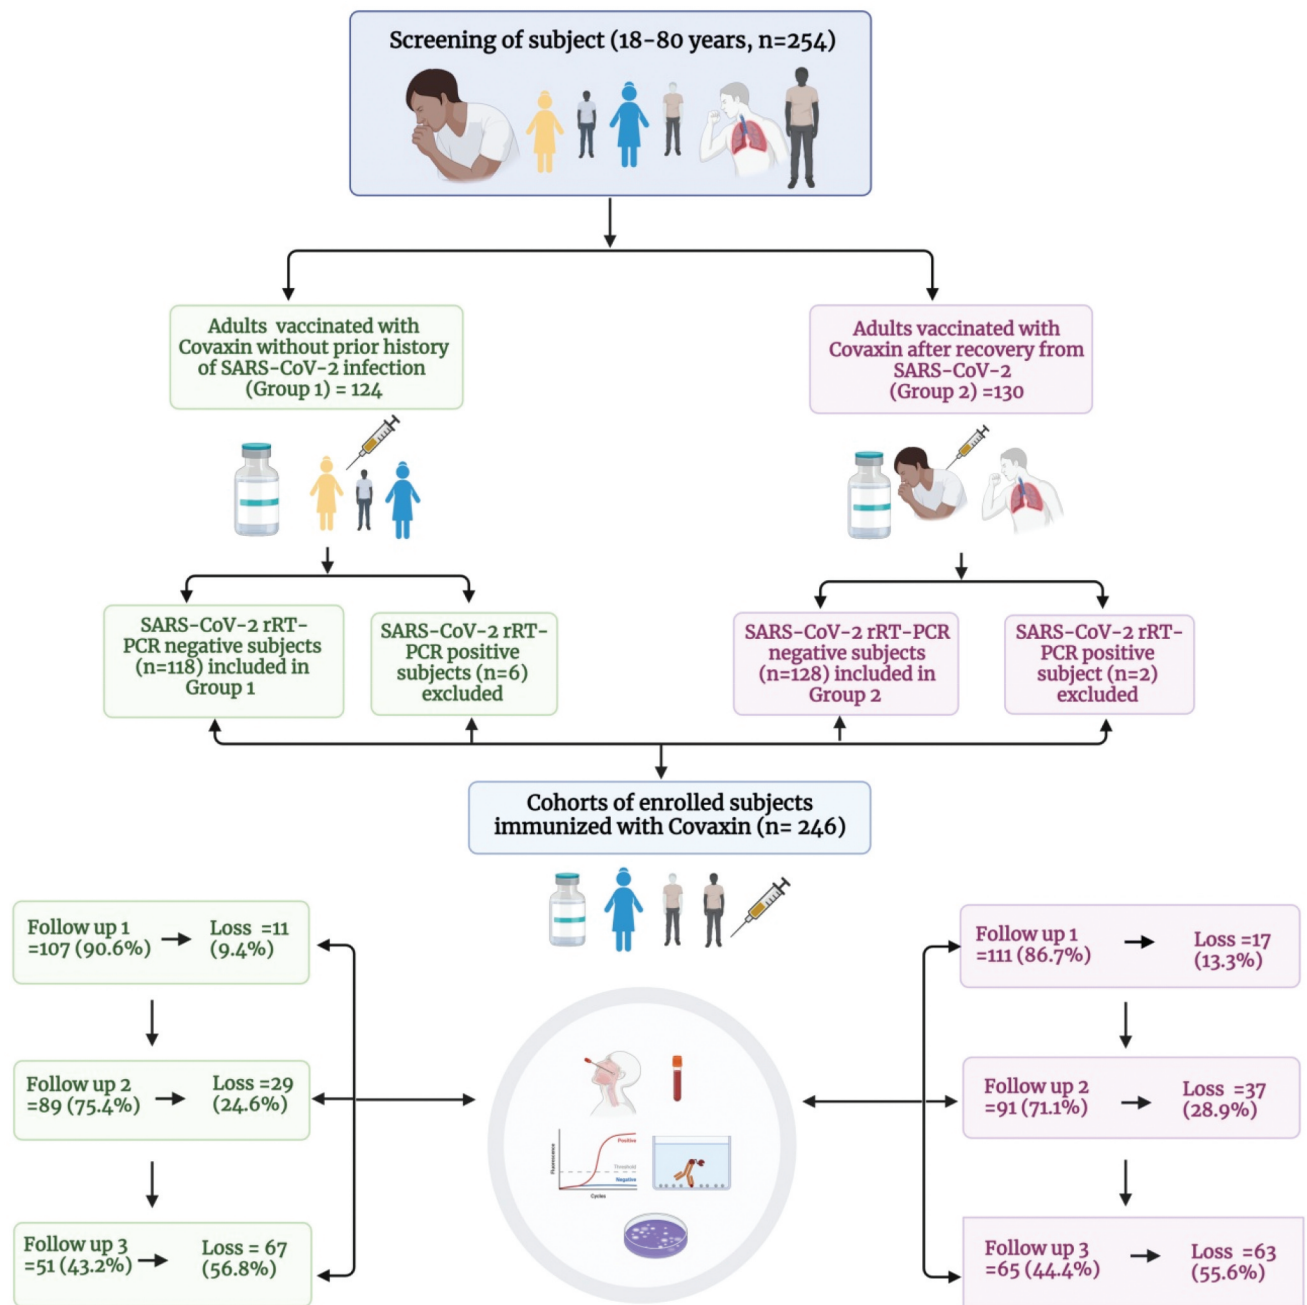 Screening of subject (18-80 years, n=254)
Adults vaccinated with
Covaxin without prior history
of SARS-CoV-2 infection
(Group 1) = 124
Adults vaccinated with
Covaxin after recovery from
SARS-CoV-2
(Group 2) =130
SARS-CoV-2 rRT-
PCR negative subjects
(n=118) included in
Group 1
SARS-CoV-2 rRT-
PCR positive
subjects (n=6)
excluded
SARS-CoV-2 rRT-PCR
negative subjects
(n=128) included in
Group 2
SARS-CoV-2 rRT-
PCR positive
subject (n=2)
excluded
Cohorts of enrolled subjects
immunized with Covaxin (n= 246)
Follow up 1
=107 (90.6%)
Loss =11
(9.4%)
Follow up 2
=89 (75.4%)
Loss =29
(24.6%)
Follow up 3
=51 (43.2%)
Loss = 67
(56.8%)
Fluorescence
Positive
Threshold
Negative
Cycles
Follow up 1
=111 (86.7%)
Loss =17
(13.3%)
Follow up 2
=91 (71.1%)
Loss =37
(28.9%)
Follow up 3
=65 (44.4%)
Loss =63
(55.6%)